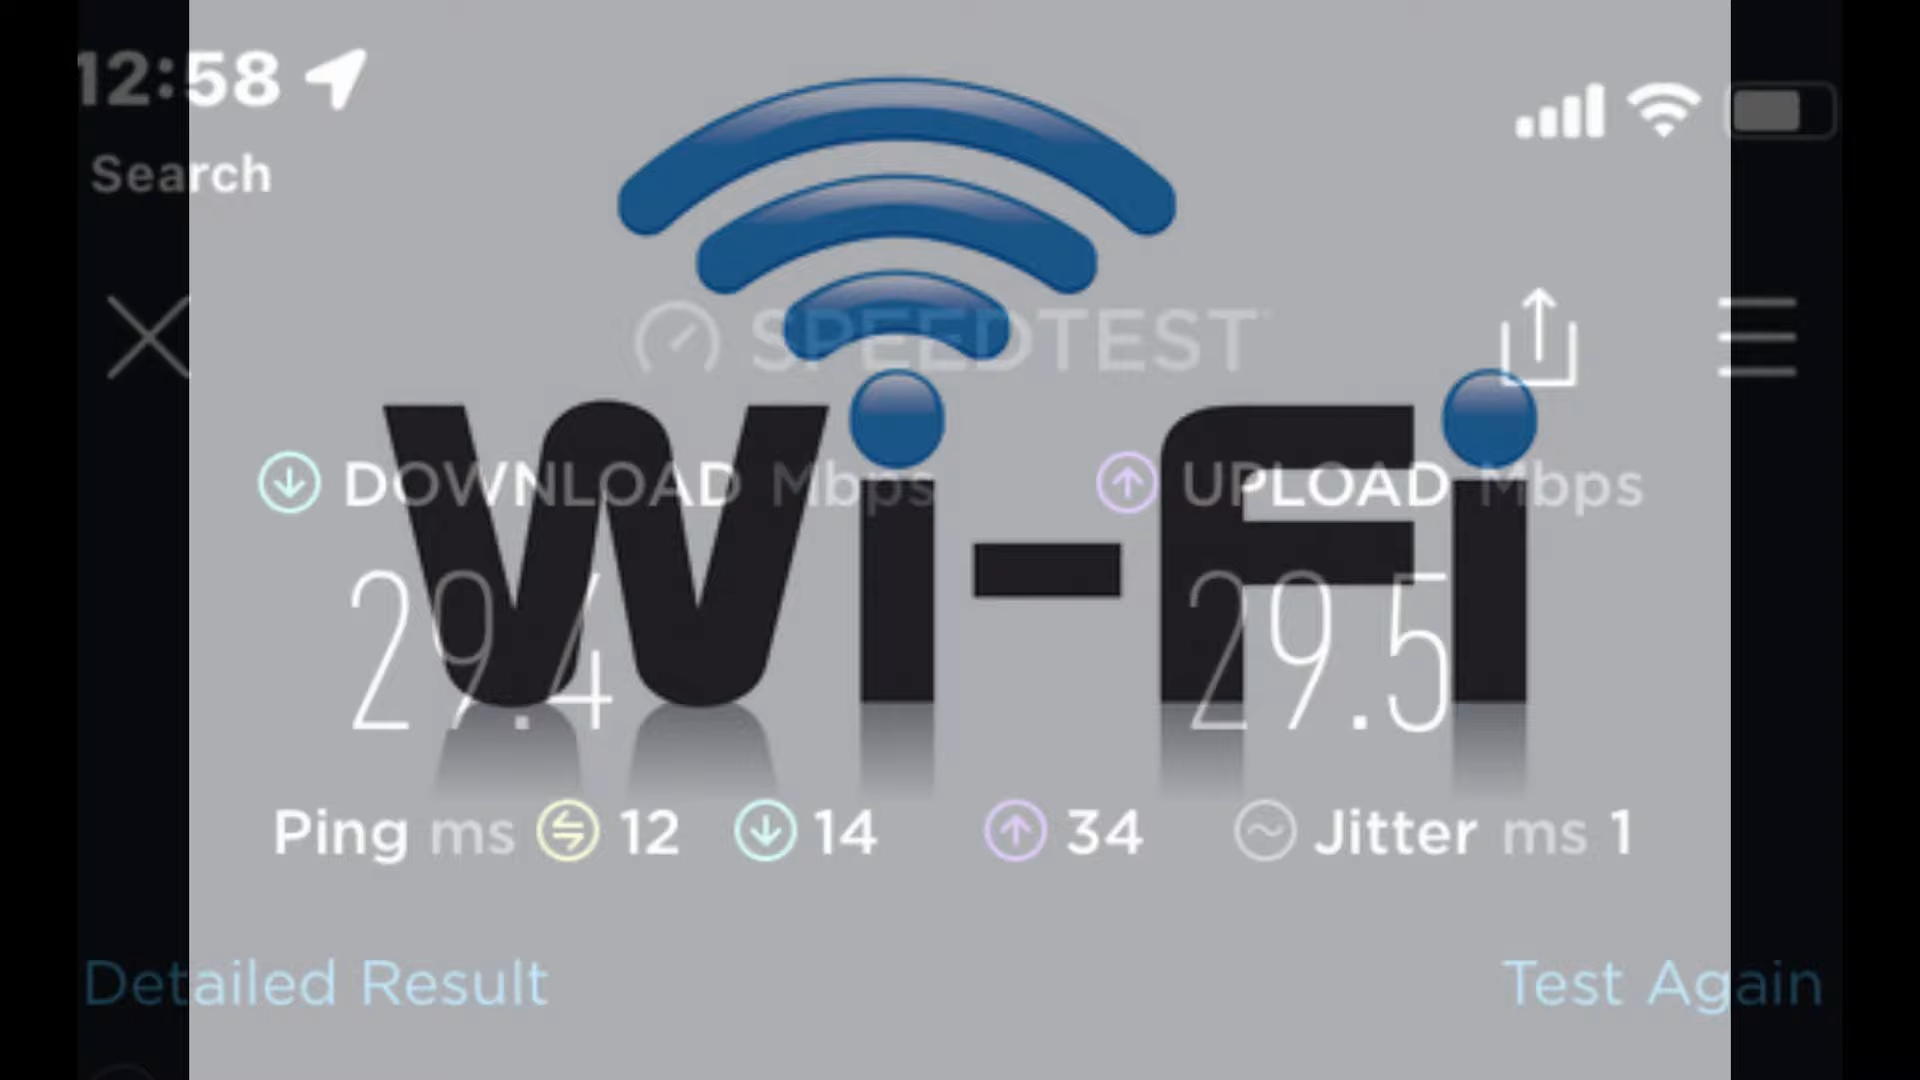 12:58
Search
SPEEDTEST
Wi-Fi
DOWNLOAD Mbps
UPLOAD Mbps
29.4
29.5
Ping ms 12 14 34 Jitter ms 1
Detailed Result
Test Again